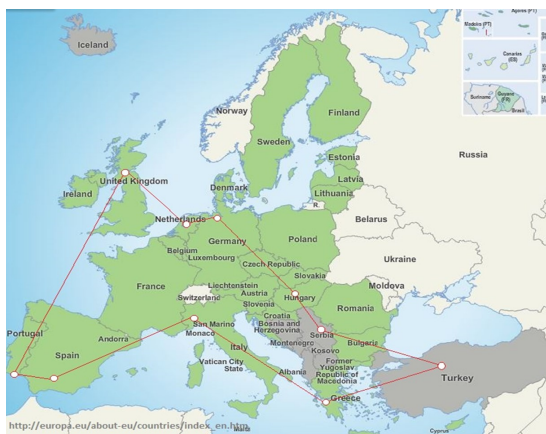 Açores (PT)
Madeira (PT)
Canarias (ES)
Suriname
Guyane (FR)
Brasil
Iceland
Norway
Finland
Sweden
Russia
Estonia
Latvia
Lithuania
R.
United Kingdom
Ireland
Denmark
Netherlands
Belarus
Poland
Germany
Belgium
Luxembourg
Czech Republic
Ukraine
Slovakia
France
Liechtenstein
Austria
Switzerland
Slovenia
Hungary
Moldova
Romania
Croatia
Bosnia and
Herzegovina
Serbia
San Marino
Monaco
Montenegro
Kosovo
Bulgaria
Portugal
Spain
Andorra
Italy
Vatican City
State
Albania
Former
Yugoslav
Republic of
Macedonia
Turkey
Greece
Malta
Cyprus
http://europa.eu/about-eu/countries/index_en.htm